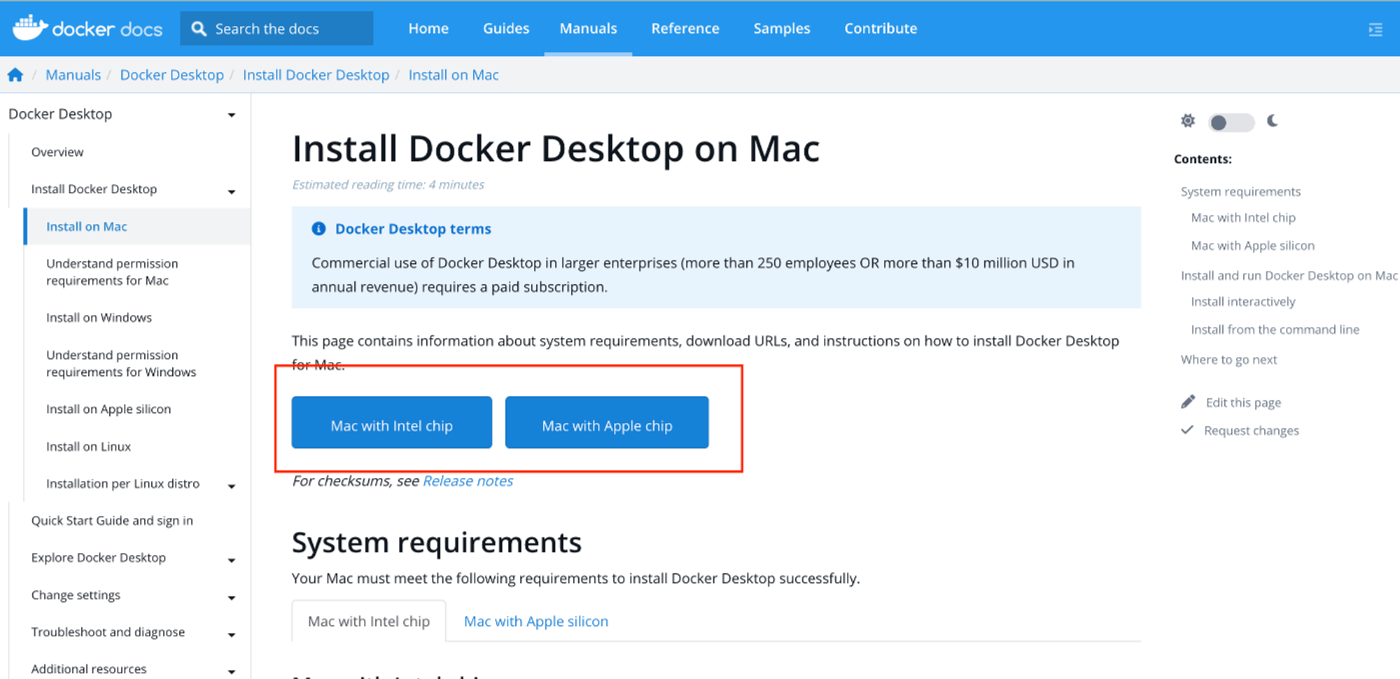 docker docs
Search the docs
Home
Guides
Manuals
Reference
Samples
Contribute
/ Manuals / Docker Desktop / Install Docker Desktop / Install on Mac
Docker Desktop
Overview
Install Docker Desktop
Install on Mac
Understand permission
requirements for Mac
Install on Windows
Understand permission
requirements for Windows
Install on Apple silicon
Install on Linux
Installation per Linux distro
Quick Start Guide and sign in
Explore Docker Desktop
Change settings
Troubleshoot and diagnose
Additional resources
Install Docker Desktop on Mac
Estimated reading time: 4 minutes
Docker Desktop terms
Commercial use of Docker Desktop in larger enterprises (more than 250 employees OR more than $10 million USD in
annual revenue) requires a paid subscription.
This page contains information about system requirements, download URLs, and instructions on how to install Docker Desktop
for Mac.
Mac with Intel chip
Mac with Apple chip
For checksums, see Release notes
System requirements
Your Mac must meet the following requirements to install Docker Desktop successfully.
Mac with Intel chip
Mac with Apple silicon
Contents:
System requirements
Mac with Intel chip
Mac with Apple silicon
Install and run Docker Desktop on Mac
Install interactively
Install from the command line
Where to go next
Edit this page
Request changes